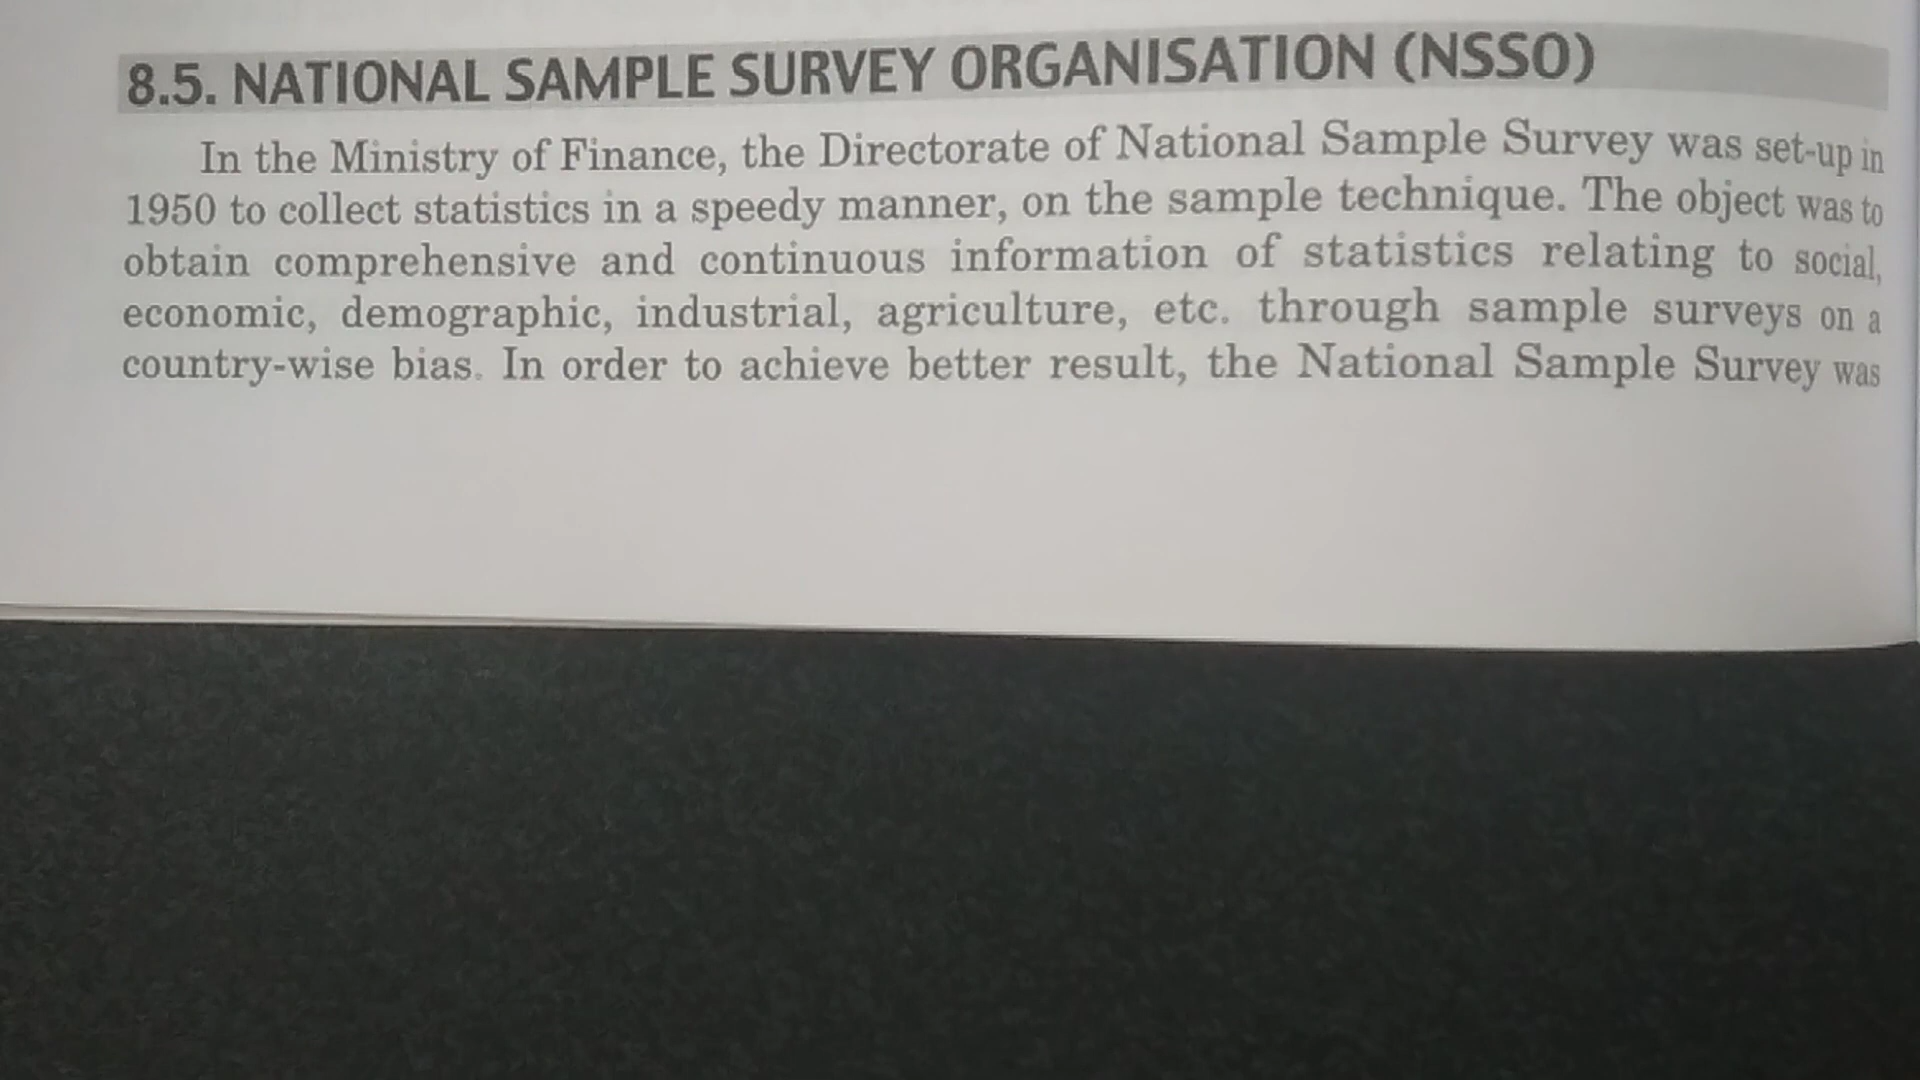 8.5. NATIONAL SAMPLE SURVEY ORGANISATION (NSSO)
In the Ministry of Finance, the Directorate of National Sample Survey was set-up in
1950 to collect statistics in a speedy manner, on the sample technique. The object was to
obtain comprehensive and continuous information of statistics relating to social,
economic, demographic, industrial, agriculture, etc. through sample surveys on a
country-wise bias. In order to achieve better result, the National Sample Survey was